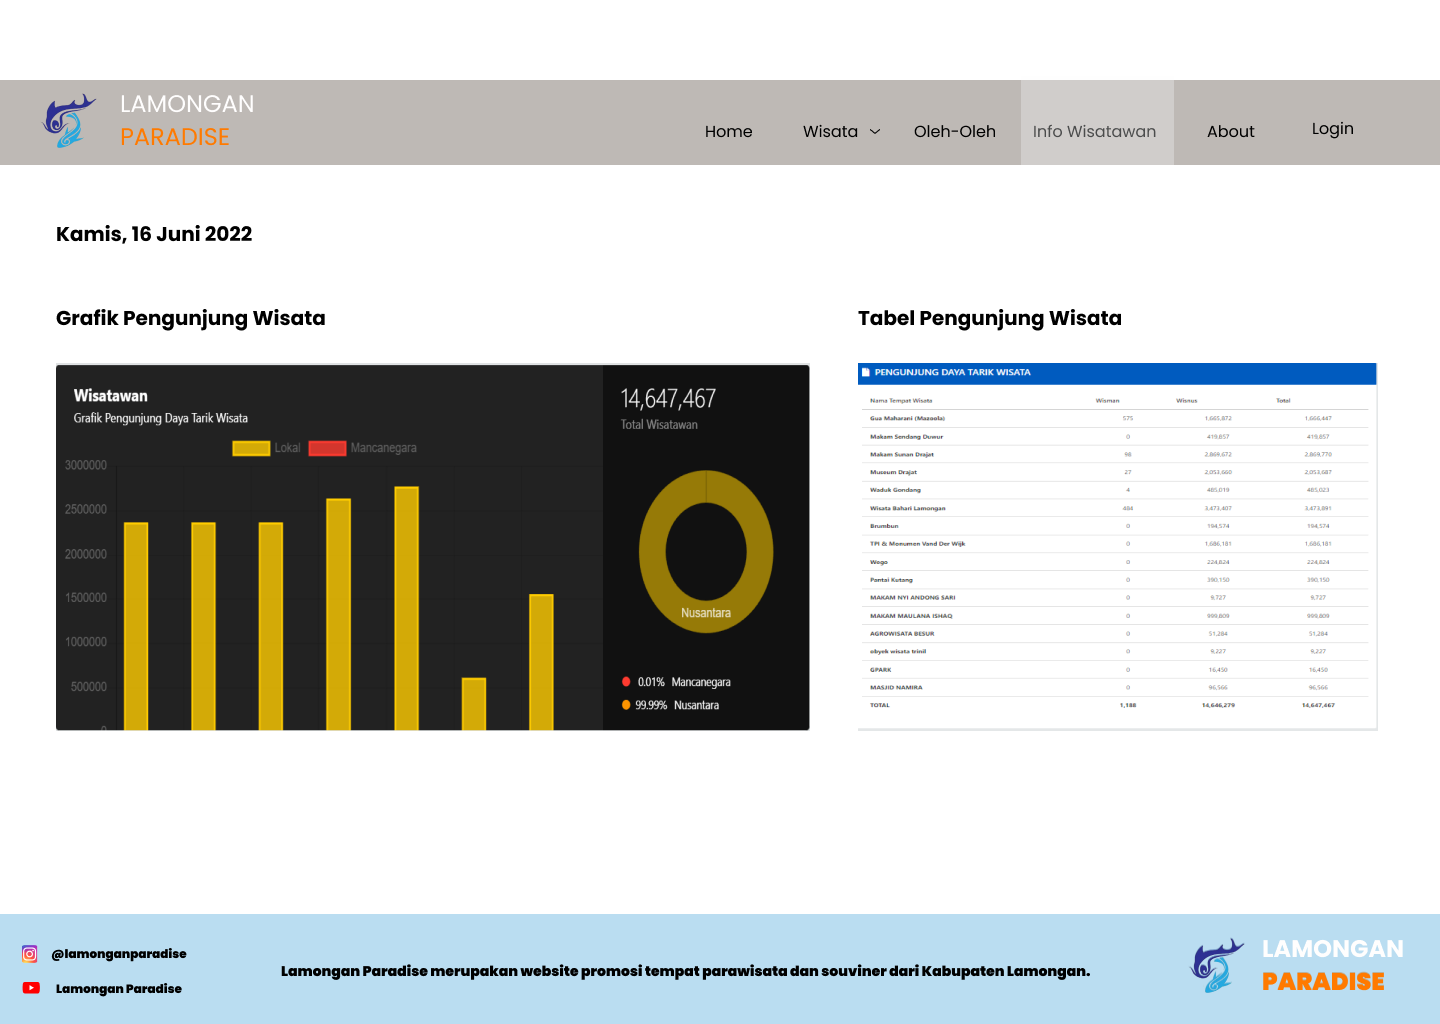 LAMONGAN
PARADISE
Home Wisata Oleh-Oleh Info Wisatawan About Login
Kamis, 16 Juni 2022
Grafik Pengunjung Wisata
Wisatawan
Grafik Pengunjung Daya Tarik Wisata
Lokal Mancanegara
3000000
2500000
2000000
1500000
1000000
500000
0
14,647,467
Total Wisatawan
Nusantara
0.01% Mancanegara
99.99% Nusantara
Tabel Pengunjung Wisata
PENGUNJUNG DAYA TARIK WISATA
Nama Tempat Wisata Wisman Wisnus Total
Gua Maharani (Mazoola) 575 1,665,872 1,666,447
Makam Sendang Duwur 0 419,857 419,857
Makam Sunan Drajat 98 2,869,672 2,869,770
Museum Drajat 27 2,053,660 2,053,687
Waduk Gondang 4 485,019 485,023
Wisata Bahari Lamongan 484 3,473,407 3,473,891
Brumbun 0 194,574 194,574
TPI & Monumen Vand Der Wijk 0 1,686,181 1,686,181
Wego 0 224,824 224,824
Pantai Kutang 0 390,150 390,150
MAKAM NYI ANDONG SARI 0 9,727 9,727
MAKAM MAULANA ISHAQ 0 999,809 999,809
AGROWISATA BESUR 0 51,284 51,284
obyek wisata trinil 0 9,227 9,227
GPARK 0 16,450 16,450
MASJID NAMIRA 0 96,566 96,566
TOTAL 1,188 14,646,279 14,647,467
@lamonganparadise
Lamongan Paradise
Lamongan Paradise merupakan website promosi tempat parawisata dan souviner dari Kabupaten Lamongan.
LAMONGAN
PARADISE